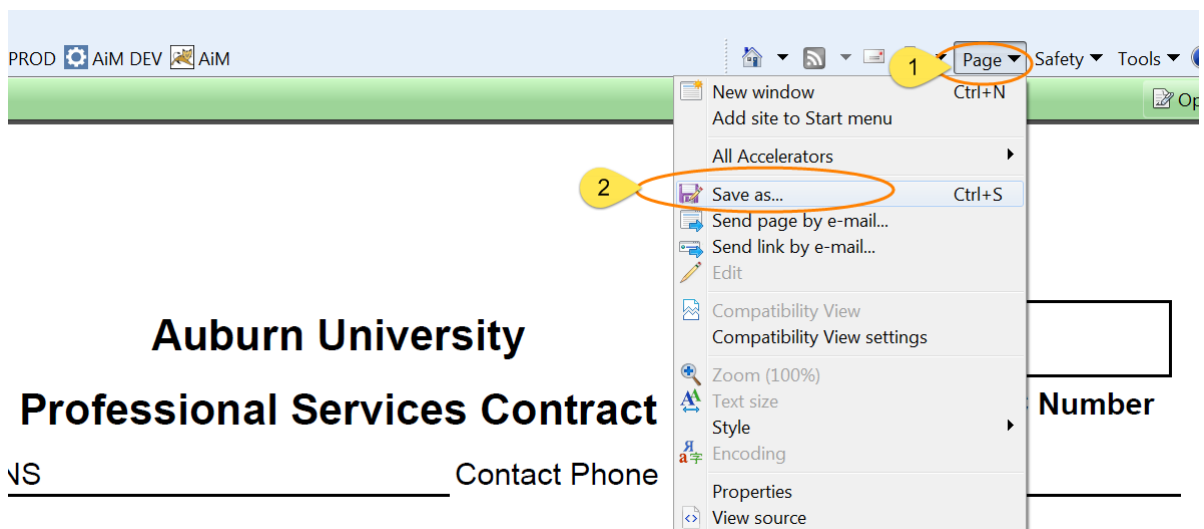 PROD AiM DEV AiM
1 Page Safety Tools
New window Ctrl+N
Add site to Start menu
Op
All Accelerators
2 Save as... Ctrl+S
Send page by e-mail...
Send link by e-mail...
Edit
Compatibility View
Compatibility View settings
Zoom (100%)
Text size
Style
Encoding
Properties
View source
Auburn University
Professional Services Contract Number
NS Contact Phone